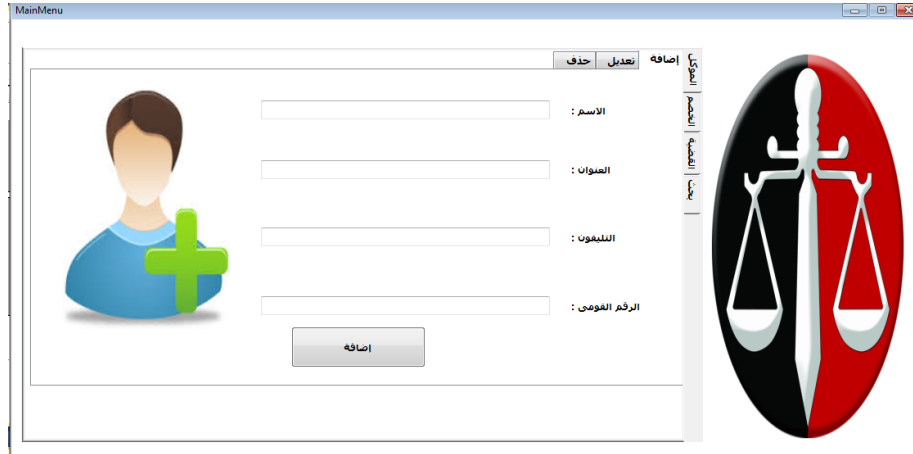 MainMenu
إضافة
تعديل
حذف
الموكل
الخصم
القضية
بحث
الاسم :
العنوان :
التليفون :
الرقم القومى :
إضافة